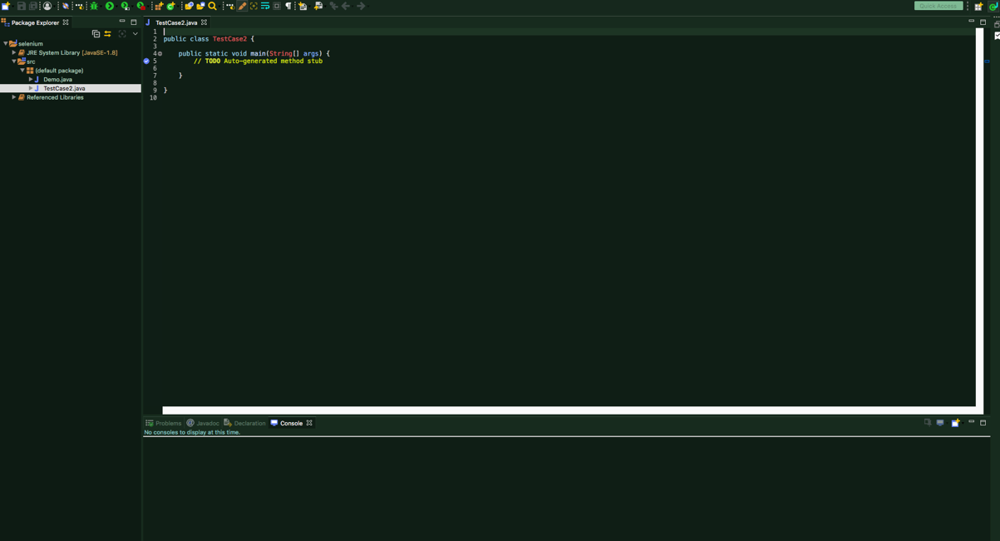 Quick Access
Package Explorer
TestCase2.java
selenium
JRE System Library [JavaSE-1.8]
src
(default package)
Demo.java
TestCase2.java
Referenced Libraries
1
2 public class TestCase2 {
3
4 public static void main(String[] args) {
5 // TODO Auto-generated method stub
6
7 }
8
9 }
10
Problems Javadoc Declaration Console
No consoles to display at this time.